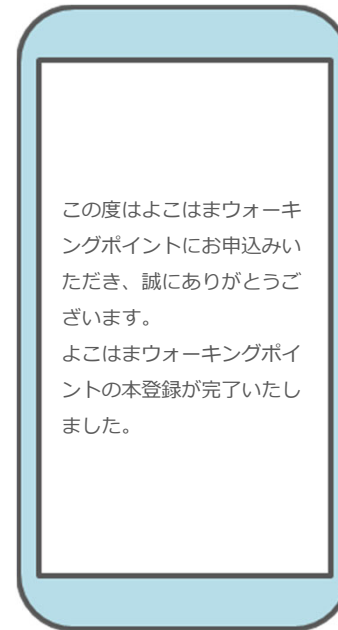 この度はよこはまウォーキ
ングポイントにお申込みい
ただき、誠にありがとうご
ざいます。
よこはまウォーキングポイ
ントの本登録が完了いたし
ました。